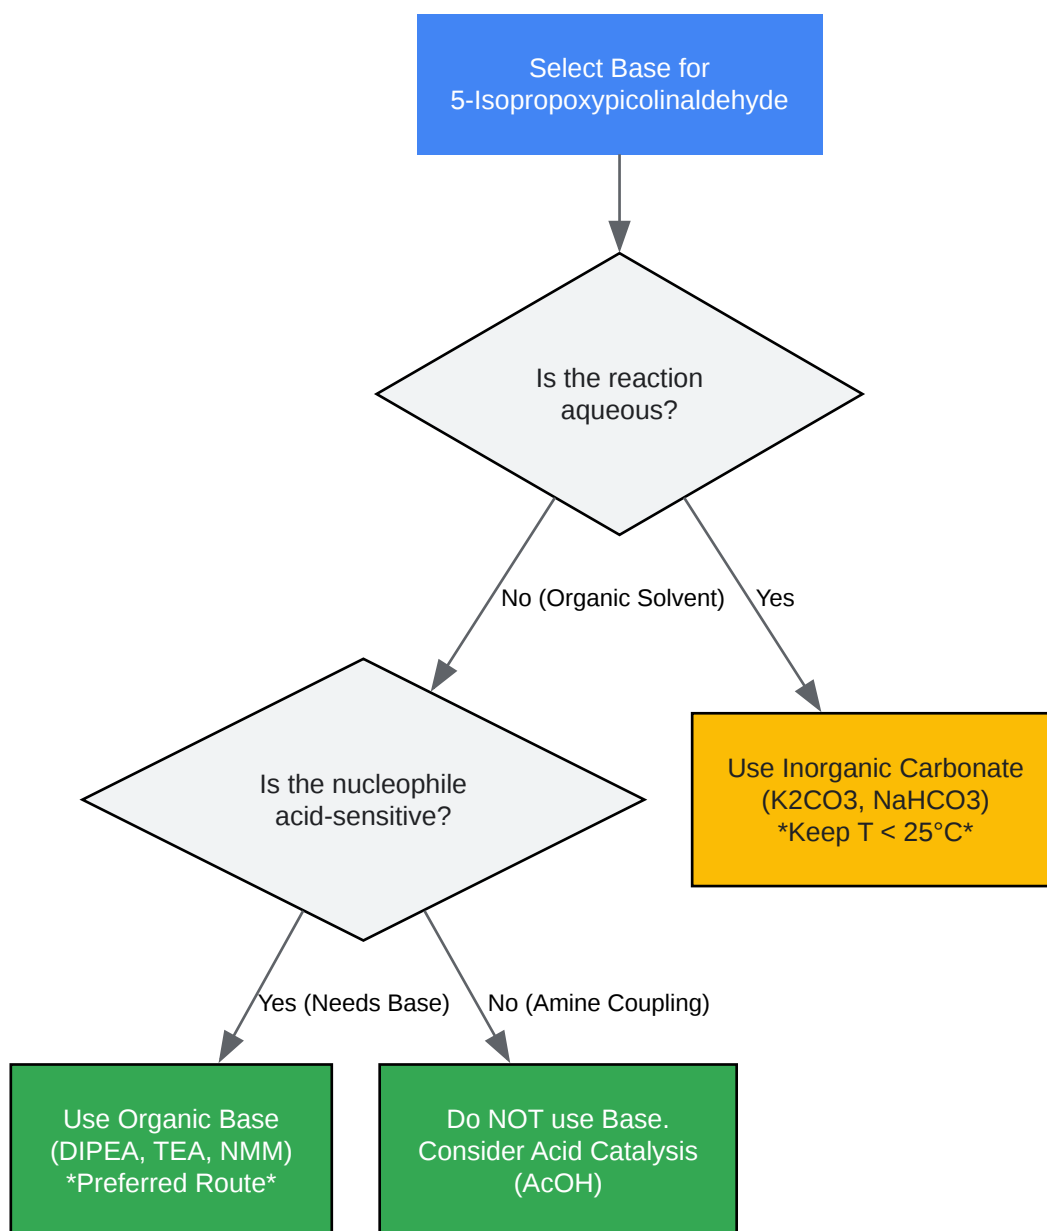 Select Base for
5-Isopropoxypicolinaldehyde
Is the reaction
aqueous?
No (Organic Solvent)
Yes
Is the nucleophile
acid-sensitive?
Use Inorganic Carbonate
(K2CO3, NaHCO3)
*Keep T < 25°C*
Yes (Needs Base)
No (Amine Coupling)
Use Organic Base
(DIPEA, TEA, NMM)
*Preferred Route*
Do NOT use Base.
Consider Acid Catalysis
(AcOH)